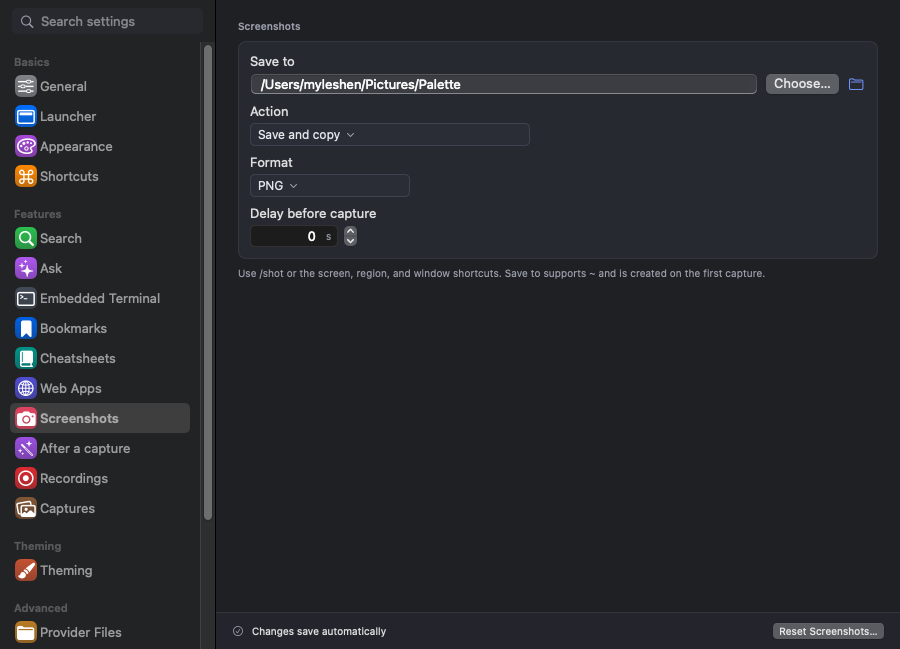 Search settings
Basics
General
Launcher
Appearance
Shortcuts
Features
Search
Ask
Embedded Terminal
Bookmarks
Cheatsheets
Web Apps
Screenshots
After a capture
Recordings
Captures
Theming
Theming
Advanced
Provider Files
Screenshots
Save to
/Users/myleshen/Pictures/Palette
Choose...
Action
Save and copy
Format
PNG
Delay before capture
0 s
Use /shot or the screen, region, and window shortcuts. Save to supports ~ and is created on the first capture.
Changes save automatically
Reset Screenshots...